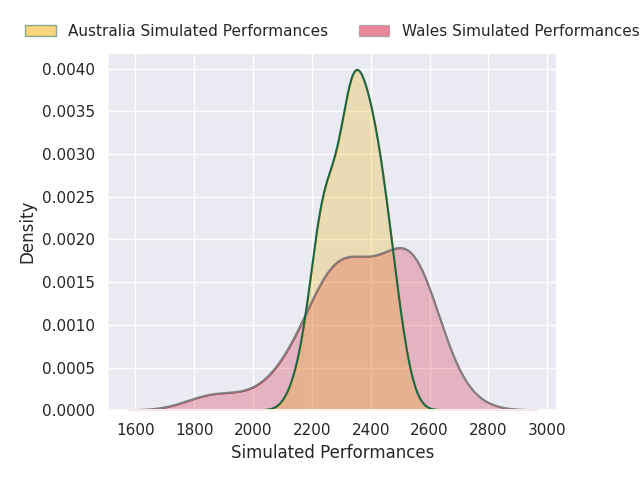 Australia Simulated Performances
Wales Simulated Performances
0.0040
0.0035
0.0030
0.0025
0.0020
0.0015
0.0010
0.0005
0.0000
Density
1600 1800 2000 2200 2400 2600 2800 3000
Simulated Performances